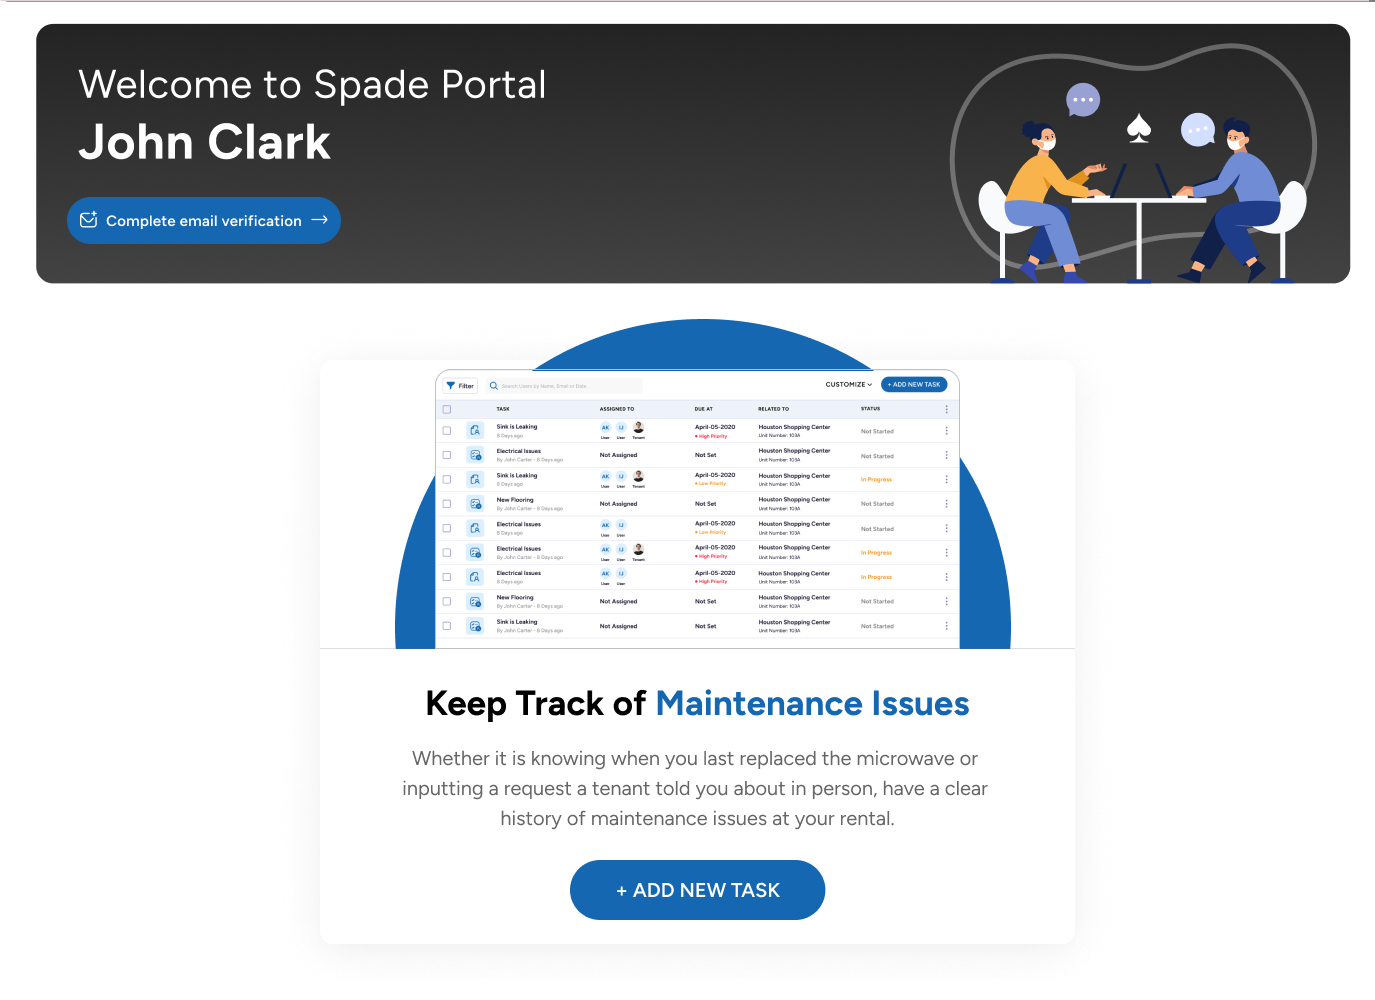 Welcome to Spade Portal
John Clark
Complete email verification
Filter
Search Users by Name, Email or Date
CUSTOMIZE
+ ADD NEW TASK
TASK ASSIGNED TO DUE AT RELATED TO STATUS
Sink is Leaking AK IJ April-05-2020 Houston Shopping Center Not Started
8 Days ago User User Tenant High Priority Unit Number: 103A
Electrical Issues Not Assigned Not Set Houston Shopping Center Not Started
By John Carter - 8 Days ago Unit Number: 103A
Sink is Leaking AK IJ April-05-2020 Houston Shopping Center In Progress
8 Days ago User User Tenant Low Priority Unit Number: 103A
New Flooring Not Assigned Not Set Houston Shopping Center Not Started
By John Carter - 8 Days ago Unit Number: 103A
Electrical Issues AK IJ April-05-2020 Houston Shopping Center Not Started
8 Days ago User User Low Priority Unit Number: 103A
Electrical Issues AK IJ April-05-2020 Houston Shopping Center In Progress
By John Carter - 8 Days ago User User Tenant High Priority Unit Number: 103A
Electrical Issues AK IJ April-05-2020 Houston Shopping Center In Progress
8 Days ago User User High Priority Unit Number: 103A
New Flooring Not Assigned Not Set Houston Shopping Center Not Started
By John Carter - 8 Days ago Unit Number: 103A
Sink is Leaking Not Assigned Not Set Houston Shopping Center Not Started
By John Carter - 8 Days ago Unit Number: 103A
Keep Track of Maintenance Issues
Whether it is knowing when you last replaced the microwave or
inputting a request a tenant told you about in person, have a clear
history of maintenance issues at your rental.
+ ADD NEW TASK